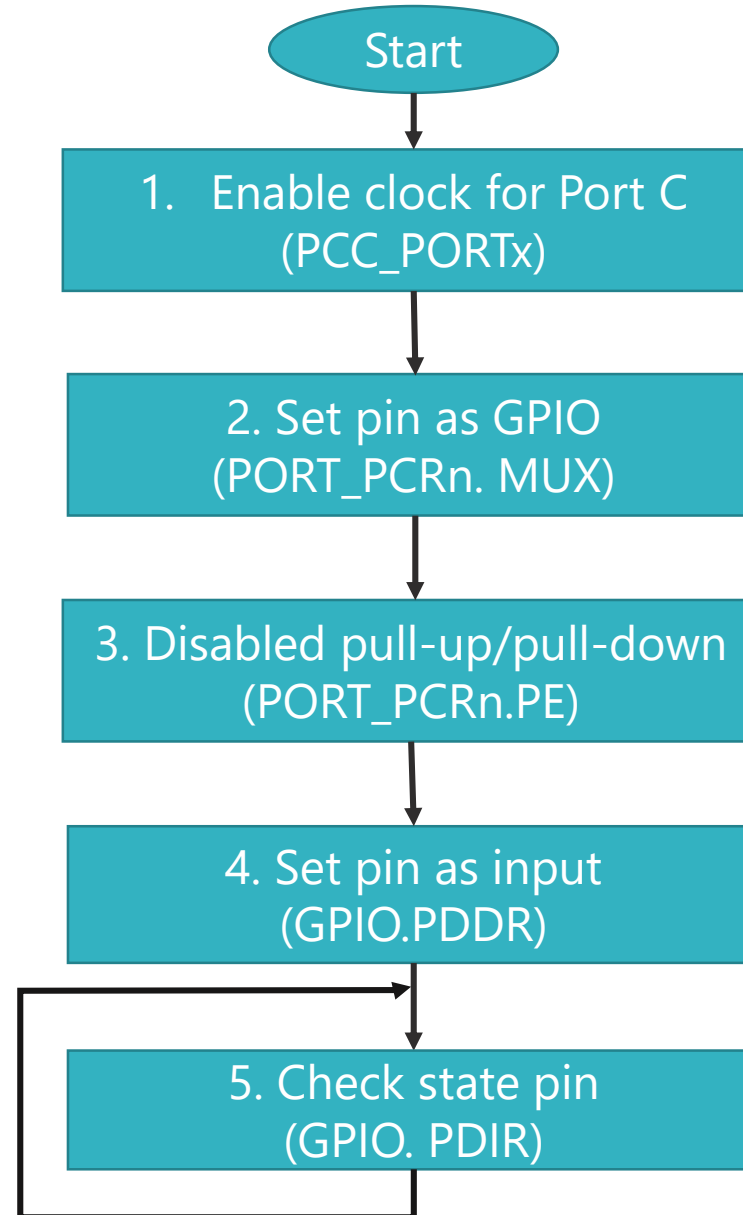 Start
1. Enable clock for Port C
(PCC_PORTx)
2. Set pin as GPIO
(PORT_PCRn. MUX)
3. Disabled pull-up/pull-down
(PORT_PCRn.PE)
4. Set pin as input
(GPIO.PDDR)
5. Check state pin
(GPIO. PDIR)